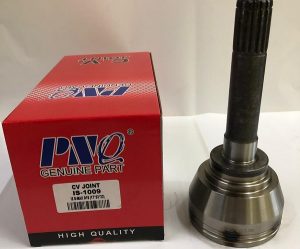 PNQ
GENUINE PART
CV JOINT
IS-1009
HIGH QUALITY